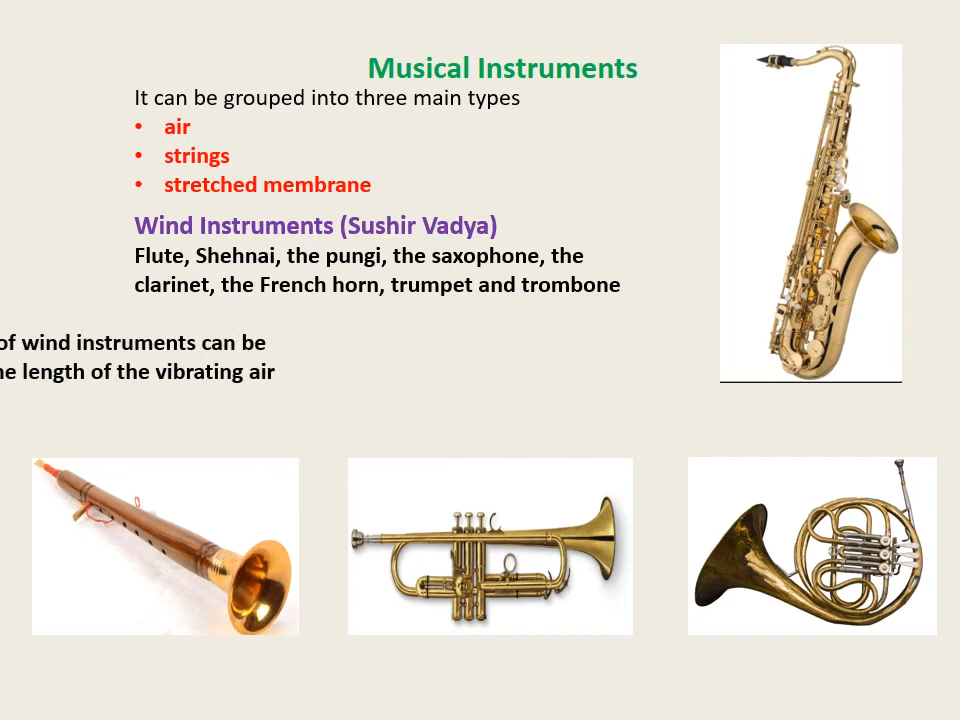 Musical Instruments
It can be grouped into three main types
• air
• strings
• stretched membrane
Wind Instruments (Sushir Vadya)
Flute, Shehnai, the pungi, the saxophone, the
clarinet, the French horn, trumpet and trombone
of wind instruments can be
length of the vibrating air